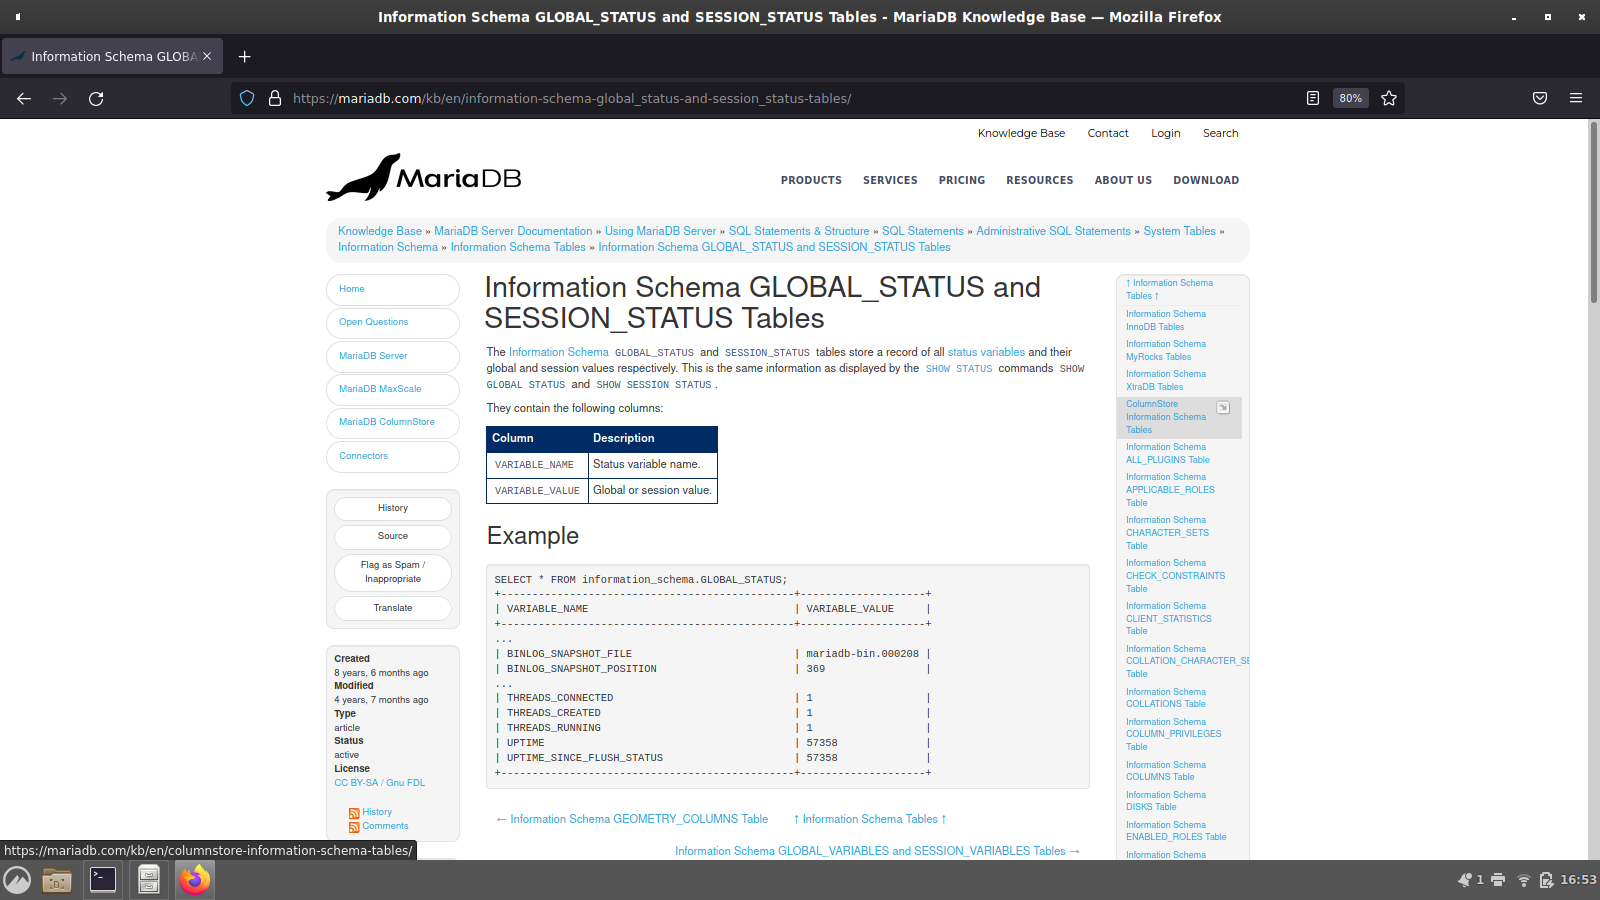 Information Schema GLOBAL_STATUS and SESSION_STATUS Tables - MariaDB Knowledge Base — Mozilla Firefox
Information Schema GLOBA
https://mariadb.com/kb/en/information-schema-global_status-and-session_status-tables/
80%
Knowledge Base Contact Login Search
MariaDB
PRODUCTS SERVICES PRICING RESOURCES ABOUT US DOWNLOAD
Knowledge Base » MariaDB Server Documentation » Using MariaDB Server » SQL Statements & Structure » SQL Statements » Administrative SQL Statements » System Tables »
Information Schema » Information Schema Tables » Information Schema GLOBAL_STATUS and SESSION_STATUS Tables
Home
Open Questions
MariaDB Server
MariaDB MaxScale
MariaDB ColumnStore
Connectors
History
Source
Flag as Spam /
Inappropriate
Translate
Created
8 years, 6 months ago
Modified
4 years, 7 months ago
Type
article
Status
active
License
CC BY-SA / Gnu FDL
History
Comments
Information Schema GLOBAL_STATUS and
SESSION_STATUS Tables
The Information Schema GLOBAL_STATUS and SESSION_STATUS tables store a record of all status variables and their
global and session values respectively. This is the same information as displayed by the SHOW STATUS commands SHOW
GLOBAL STATUS and SHOW SESSION STATUS.
They contain the following columns:
Column Description
VARIABLE_NAME Status variable name.
VARIABLE_VALUE Global or session value.
Example
SELECT * FROM information_schema.GLOBAL_STATUS;
+-----------------------------------------------+--------------------+
| VARIABLE_NAME | VARIABLE_VALUE |
+-----------------------------------------------+--------------------+
...
| BINLOG_SNAPSHOT_FILE | mariadb-bin.000208 |
| BINLOG_SNAPSHOT_POSITION | 369 |
...
| THREADS_CONNECTED | 1 |
| THREADS_CREATED | 1 |
| THREADS_RUNNING | 1 |
| UPTIME | 57358 |
| UPTIME_SINCE_FLUSH_STATUS | 57358 |
+-----------------------------------------------+--------------------+
← Information Schema GEOMETRY_COLUMNS Table ↑ Information Schema Tables ↑
Information Schema GLOBAL_VARIABLES and SESSION_VARIABLES Tables →
↑ Information Schema
Tables ↑
Information Schema
InnoDB Tables
Information Schema
MyRocks Tables
Information Schema
XtraDB Tables
ColumnStore
Information Schema
Tables
Information Schema
ALL_PLUGINS Table
Information Schema
APPLICABLE_ROLES
Table
Information Schema
CHARACTER_SETS
Table
Information Schema
CHECK_CONSTRAINTS
Table
Information Schema
CLIENT_STATISTICS
Table
Information Schema
COLLATION_CHARACTER_SE
Table
Information Schema
COLLATIONS Table
Information Schema
COLUMN_PRIVILEGES
Table
Information Schema
COLUMNS Table
Information Schema
DISKS Table
Information Schema
ENABLED_ROLES Table
Information Schema
https://mariadb.com/kb/en/columnstore-information-schema-tables/
1
16:53